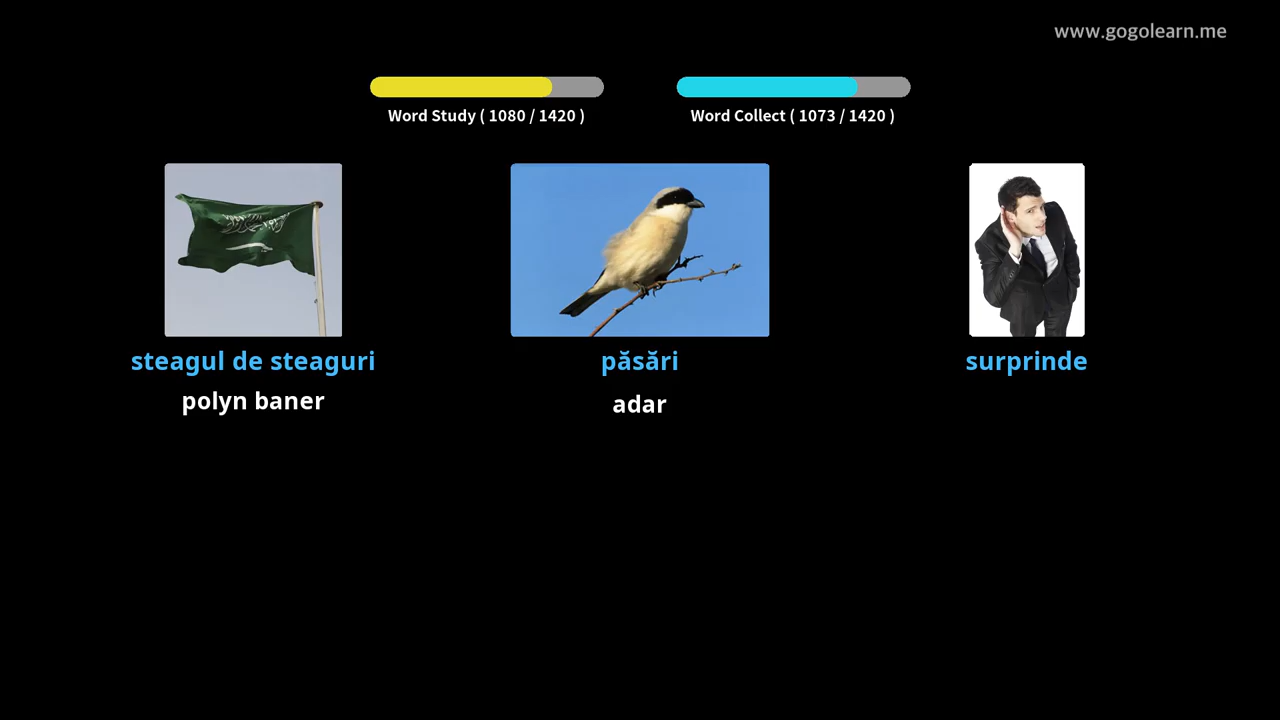 www.gogolearn.me
Word Study ( 1080 / 1420 )
Word Collect ( 1073 / 1420 )
steagul de steaguri
polyn baner
păsări
adar
surprinde